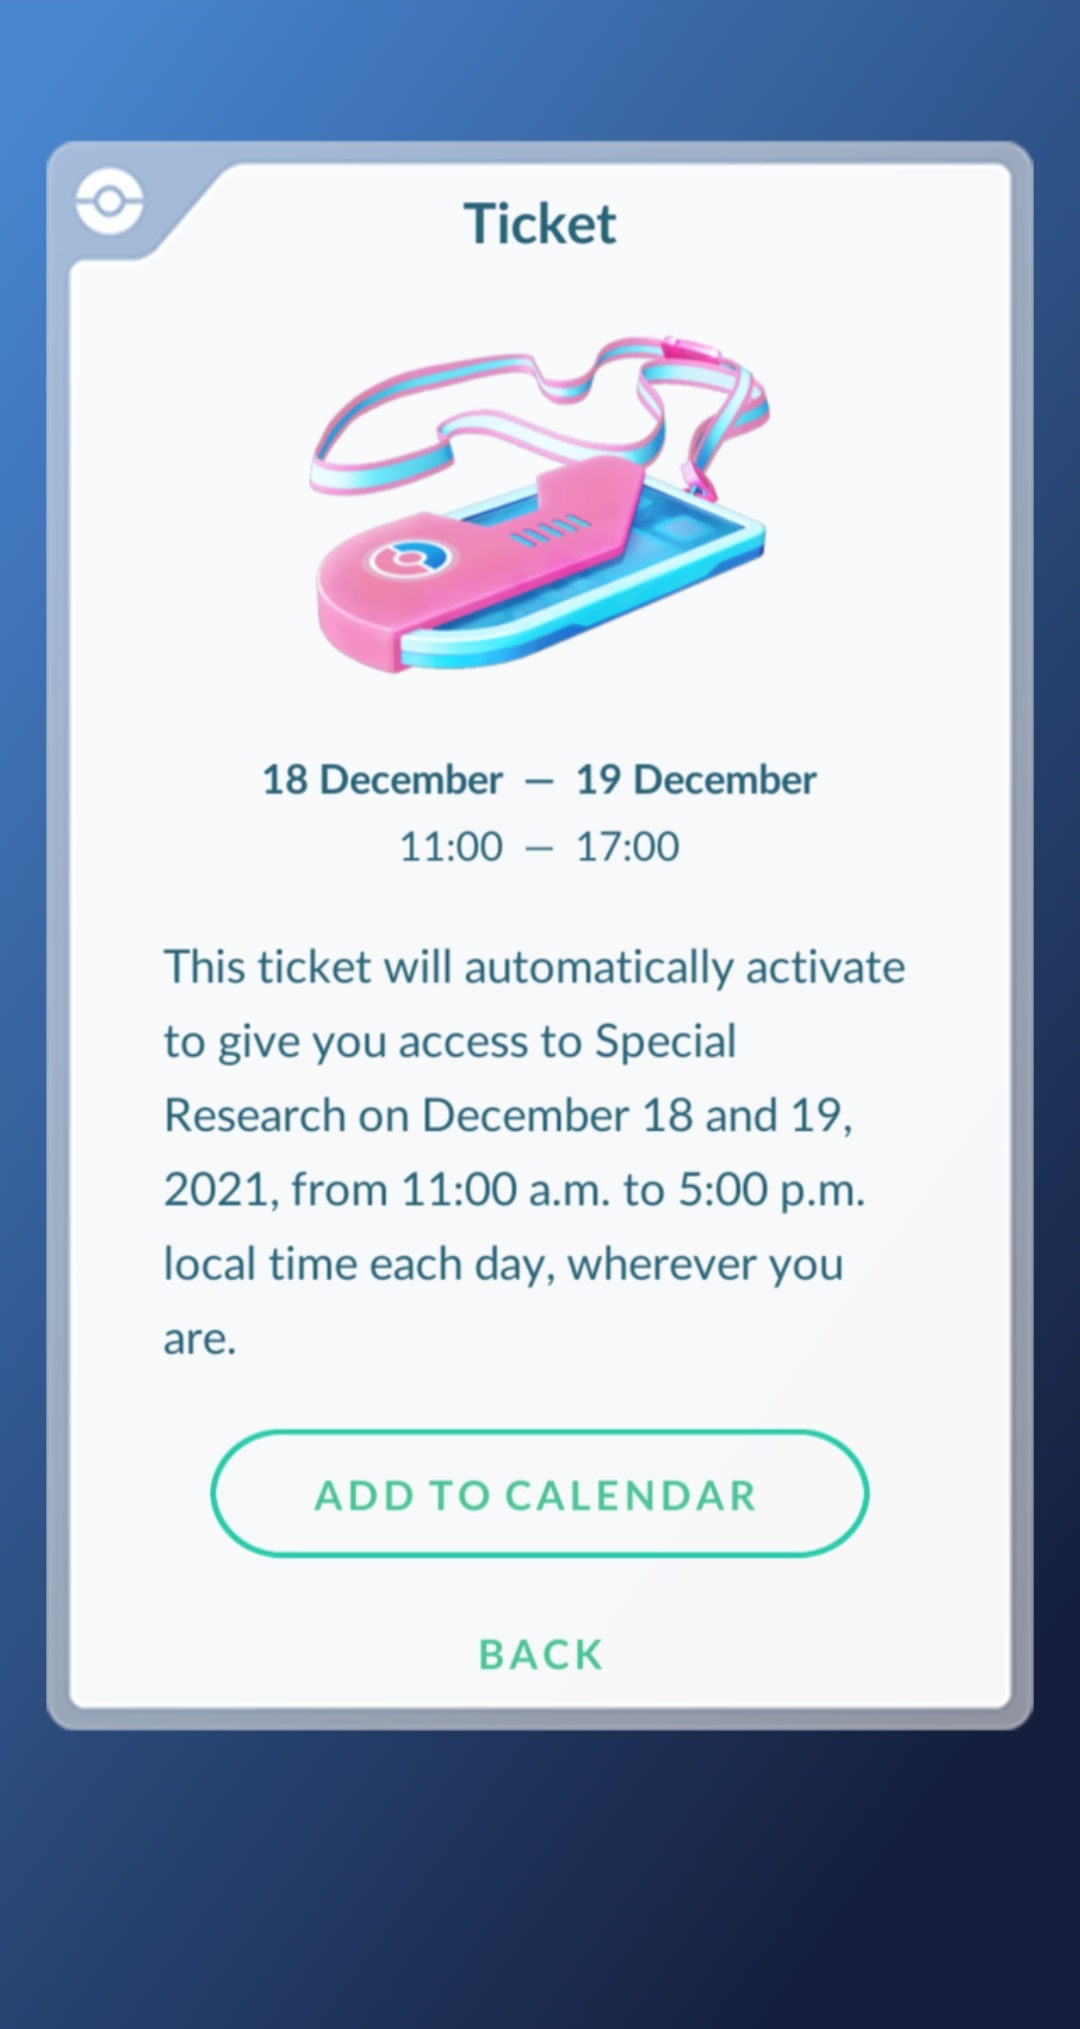 Ticket
18 December — 19 December
11:00 — 17:00
This ticket will automatically activate
to give you access to Special
Research on December 18 and 19,
2021, from 11:00 a.m. to 5:00 p.m.
local time each day, wherever you
are.
ADD TO CALENDAR
BACK